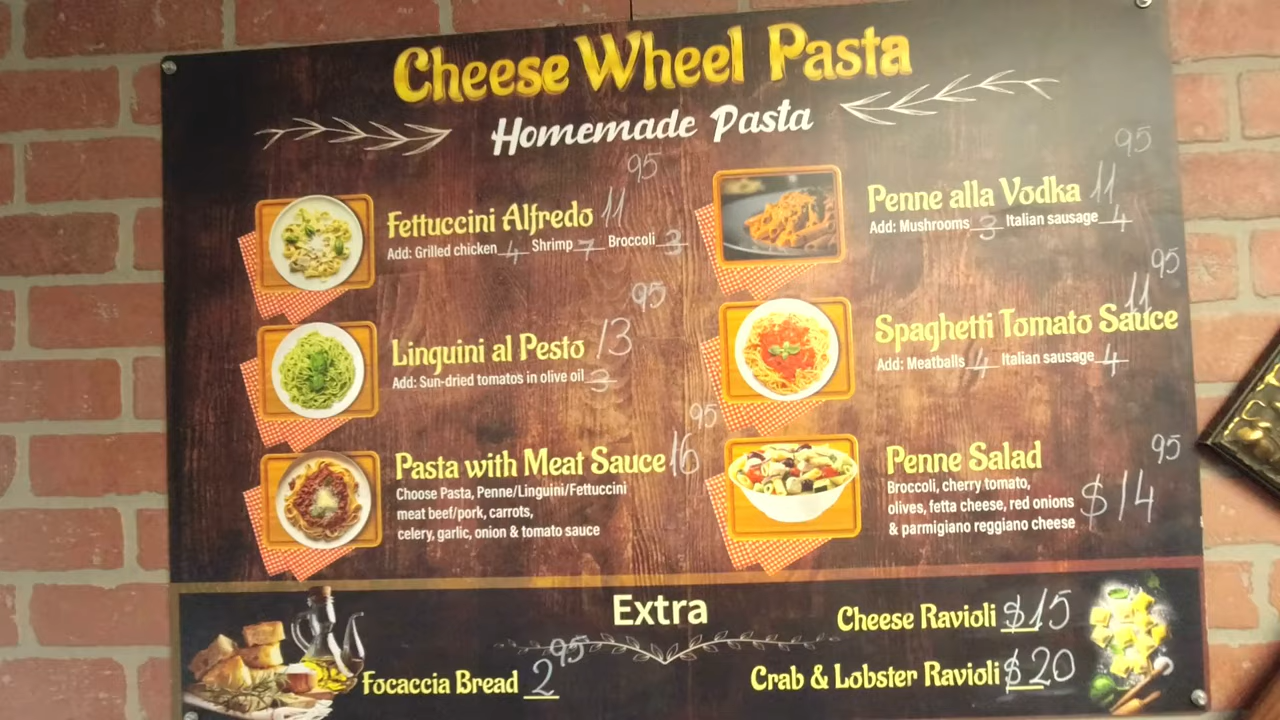 Cheese Wheel Pasta
Homemade Pasta
Fettuccini Alfredo 11 95
Add: Grilled chicken 4 Shrimp 7 Broccoli 3
Linguini al Pesto 13 95
Add: Sun-dried tomatos in olive oil 3
Pasta with Meat Sauce 16 95
Choose Pasta, Penne/Linguini/Fettuccini
meat beef/pork, carrots,
celery, garlic, onion & tomato sauce
Penne alla Vodka 11 95
Add: Mushrooms 3 Italian sausage 4
Spaghetti Tomato Sauce 11 95
Add: Meatballs 4 Italian sausage 4
Penne Salad
Broccoli, cherry tomato,
olives, fetta cheese, red onions
& parmigiano reggiano cheese $14 95
Extra
Focaccia Bread 2 95
Cheese Ravioli $15
Crab & Lobster Ravioli $20